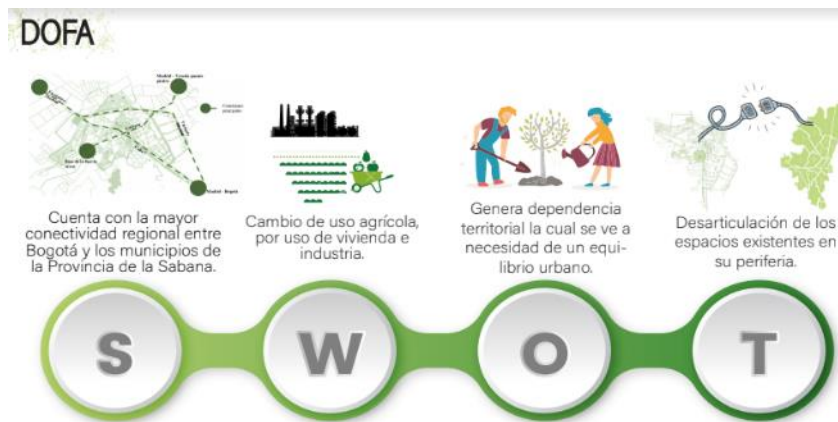 DOFA
Madrid - Bogotá
Cuenta con la mayor
conectividad regional entre
Bogotá y los municipios de
la Provincia de la Sabana.
Cambio de uso agrícola,
por uso de vivienda e
industria.
Genera dependencia
territorial la cual se ve a
necesidad de un equi-
librio urbano.
Desarticulación de los
espacios existentes en
su periferia.
S
W
O
T